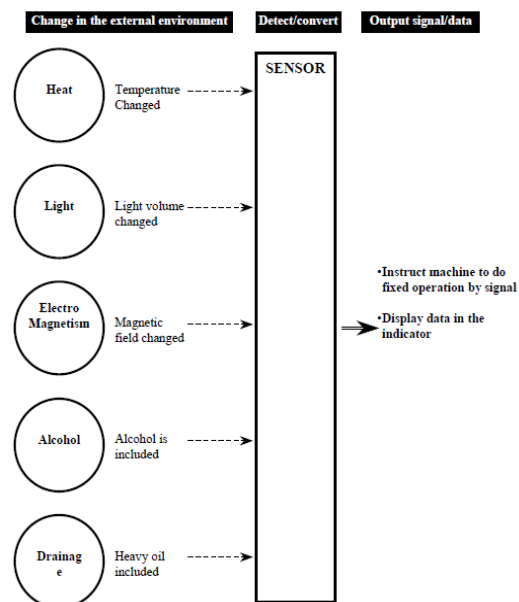 Change in the external environment
Detect/convert
Output signal/data
SENSOR
Heat
Temperature
Changed
Light
Light volume
changed
Electro
Magnetism
Magnetic
field changed
Alcohol
Alcohol is
included
Drainag
e
Heavy oil
included
•Instruct machine to do
fixed operation by signal
•Display data in the
indicator